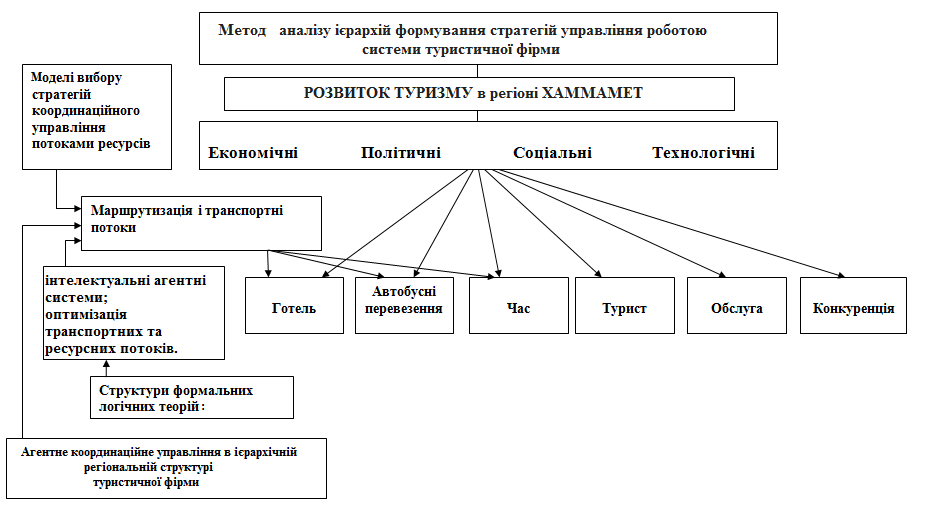 Метод аналізу ієрархій формування стратегій управління роботою
системи туристичної фірми
Моделі вибору
стратегій
координаційного
управління
потоками ресурсів
РОЗВИТОК ТУРИЗМУ в регіоні ХАММАМЕТ
Економічні Політичні Соціальні Технологічні
Маршрутизація і транспортні
потоки
інтелектуальні агентні
системи;
оптимізація
транспортних та
ресурсних потоків.
Готель
Автобусні
перевезення
Час
Турист
Обслуга
Конкуренція
Структури формальних
логічних теорій:
Агентне координаційне управління в ієрархічній
регіональній структурі
туристичної фірми